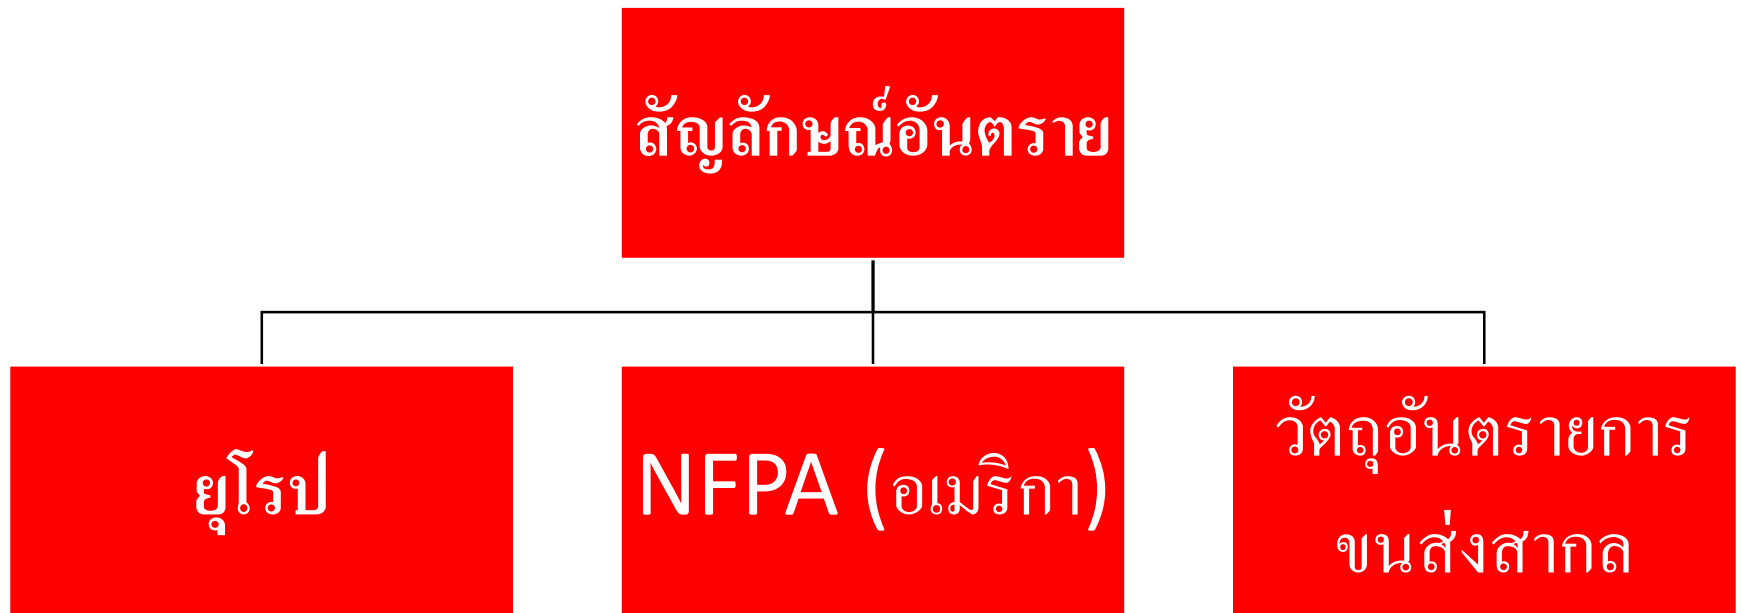 สัญลักษณ์อันตราย
ยุโรป
NFPA (อเมริกา)
วัตถุอันตรายการ
ขนส่งสากล